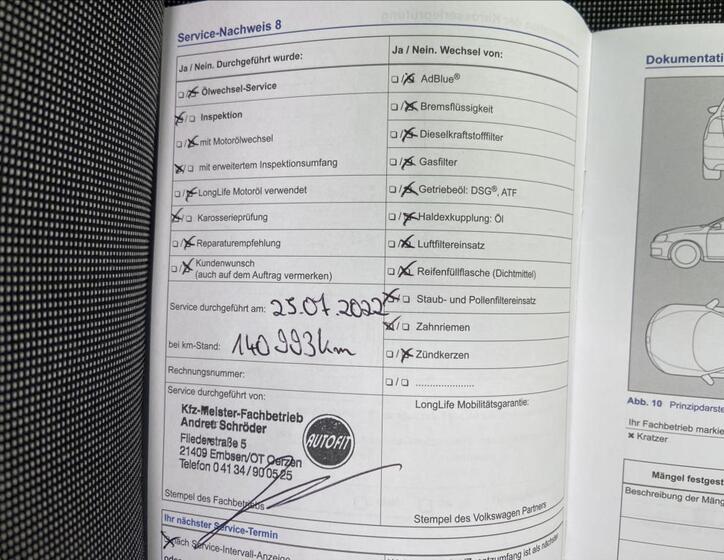 Service-Nachweis 8
Ja / Nein. Durchgeführt wurde:
☐/☒ Ölwechsel-Service
☒/☐ Inspektion
☐/☒ mit Motorölwechsel
☒/☐ mit erweitertem Inspektionsumfang
☐/☒ LongLife Motoröl verwendet
☒/☐ Karosserieprüfung
☐/☒ Reparaturempfehlung
☐/☒ Kundenwunsch
(auch auf dem Auftrag vermerken)
Service durchgeführt am: 25.07.2022
bei km-Stand: 140993km
Rechnungsnummer:
Service durchgeführt von:
Kfz-Meister-Fachbetrieb
Andret Schröder
Fliederstraße 5
21409 Embsen/OT Oerzen
Telefon 0 41 34 / 90 05 25
AUTOFIT
Stempel des Fachbetriebs
Ihr nächster Service-Termin
nach Service-Intervall-Anzeige
Ja / Nein. Wechsel von:
☐/☒ AdBlue®
☐/☒ Bremsflüssigkeit
☐/☒ Dieselkraftstofffilter
☐/☒ Gasfilter
☐/☒ Getriebeöl: DSG®, ATF
☐/☒ Haldexkupplung: Öl
☐/☒ Luftfiltereinsatz
☐/☒ Reifenfüllflasche (Dichtmittel)
☒/☐ Staub- und Pollenfiltereinsatz
☒/☐ Zahnriemen
☐/☒ Zündkerzen
☐/☐ ......................
LongLife Mobilitätsgarantie:
Stempel des Volkswagen Partners
ist als nächster
Dokumentati
Abb. 10 Prinzipdarste
Ihr Fachbetrieb markie
✖ Kratzer
Mängel festgest
Beschreibung der Mäng